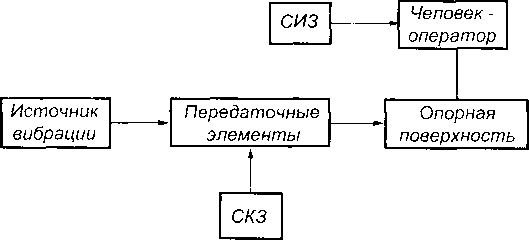 СИЗ
Человек -
оператор
Источник
вибрации
Передаточные
элементы
Опорная
поверхность
СКЗ